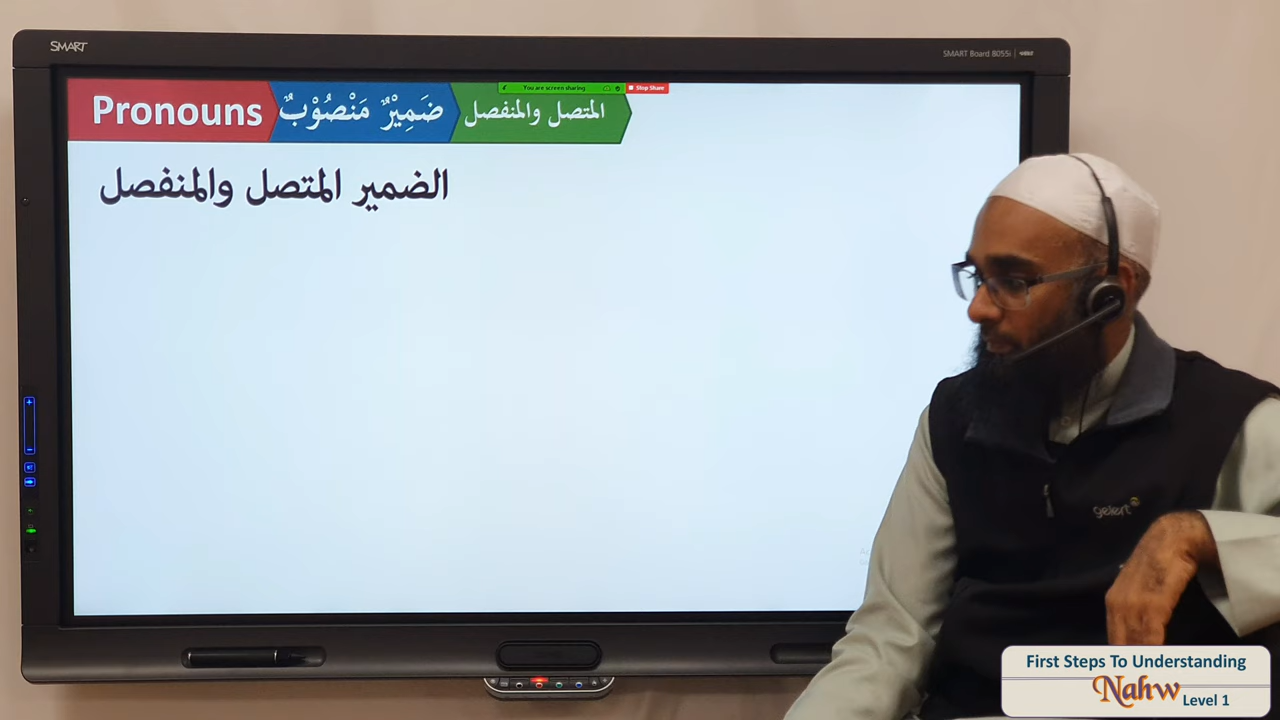 SMART
SMART Board 8055i
You are screen sharing
Stop Share
Pronouns
ضَمِيْرٌ مَنْصُوْبٌ
المتصل والمنفصل
الضمير المتصل والمنفصل
gelert
First Steps To Understanding
Nahw Level 1